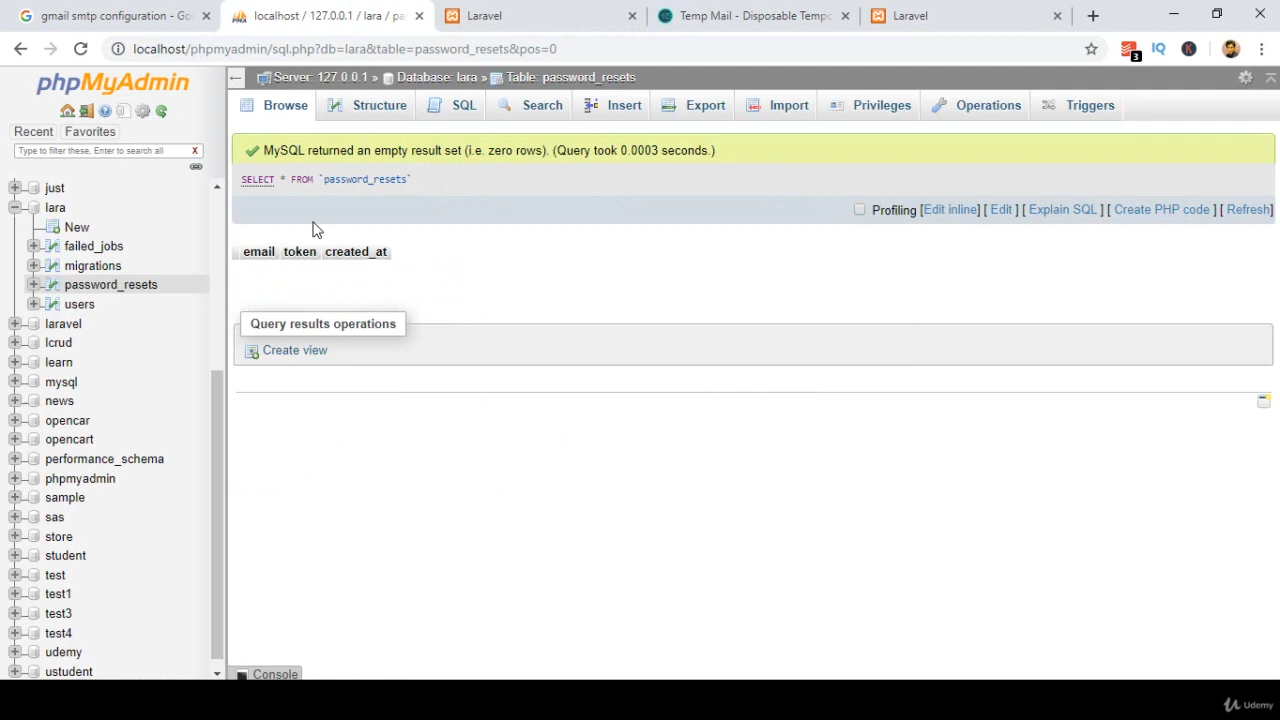 gmail smtp configuration - Go
localhost / 127.0.0.1 / lara / pa
Laravel
Temp Mail - Disposable Tempo
Laravel
localhost/phpmyadmin/sql.php?db=lara&table=password_resets&pos=0
3
IQ
K
phpMyAdmin
Recent
Favorites
Type to filter these, Enter to search all
X
just
lara
New
failed_jobs
migrations
password_resets
users
laravel
lcrud
learn
mysql
news
opencar
opencart
performance_schema
phpmyadmin
sample
sas
store
student
test
test1
test3
test4
udemy
ustudent
Server: 127.0.0.1 » Database: lara » Table: password_resets
Browse
Structure
SQL
Search
Insert
Export
Import
Privileges
Operations
Triggers
MySQL returned an empty result set (i.e. zero rows). (Query took 0.0003 seconds.)
SELECT * FROM `password_resets`
Profiling [Edit inline] [ Edit ] [ Explain SQL ] [ Create PHP code ] [ Refresh]
email token created_at
Query results operations
Create view
Console
Udemy